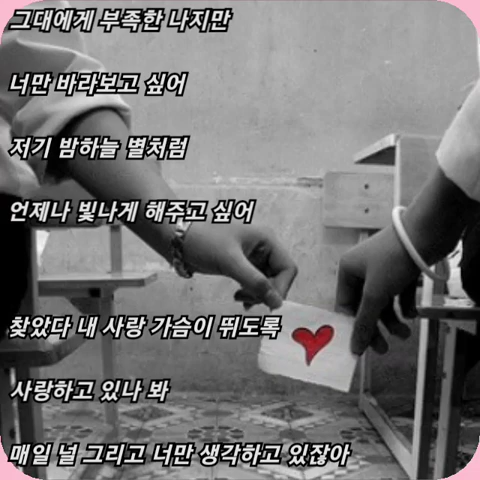 그대에게 부족한 나지만
너만 바라보고 싶어
저기 밤하늘 별처럼
언제나 빛나게 해주고 싶어
찾았다 내 사랑 가슴이 뛰도록
사랑하고 있나 봐
매일 널 그리고 너만 생각하고 있잖아